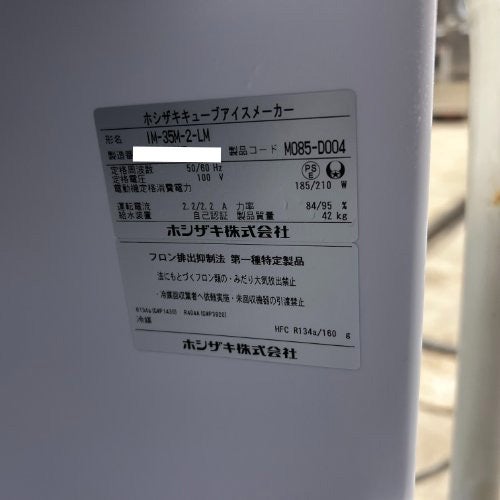 ホシザキキューブアイスメーカー
形名 IM-35M-2-LM
製造番 製品コード M085-D004
定格周波数 50/60 Hz
定格電圧 100 V
電動機定格消費電力 185/210 W
運転電流 2.2/2.2 A 力率 84/95 %
給水装置 自己認証 製品質量 42 kg
ホシザキ株式会社
PS
E
フロン排出抑制法 第一種特定製品
法にもとづくフロン類の・みだり大気放出禁止
・冷媒回収業者へ依頼実施・未回収機器の引渡禁止
R134a(GWP1430) R404A(GWP3920)
冷媒 HFC R134a/160 g
ホシザキ株式会社